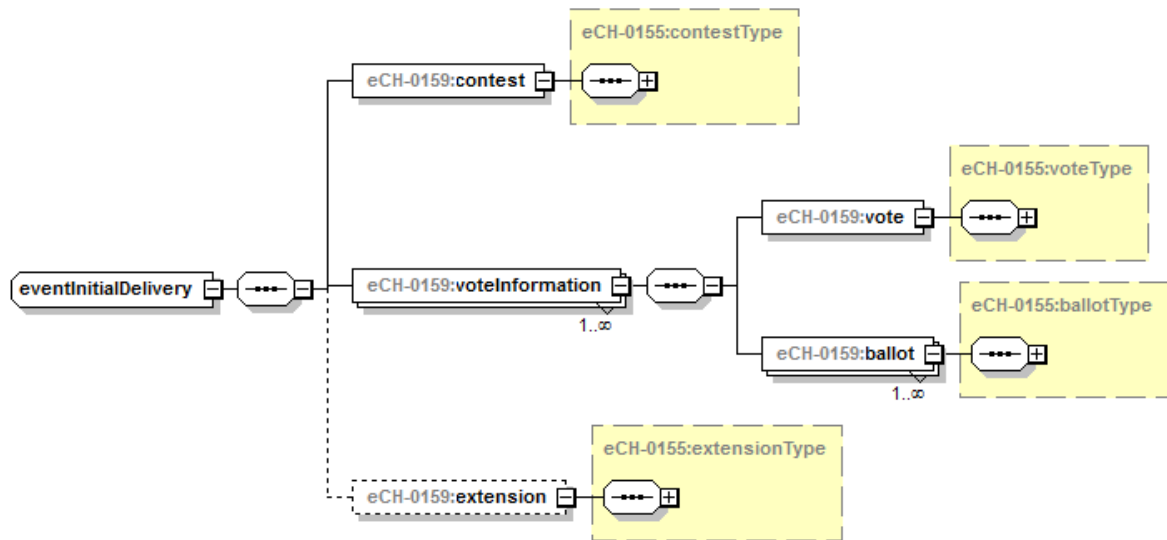 eCH-0155:contestType
eCH-0159:contest
eCH-0155:voteType
eCH-0159:vote
eventInitialDelivery
eCH-0159:voteInformation
1..∞
eCH-0155:ballotType
eCH-0159:ballot
1..∞
eCH-0155:extensionType
eCH-0159:extension